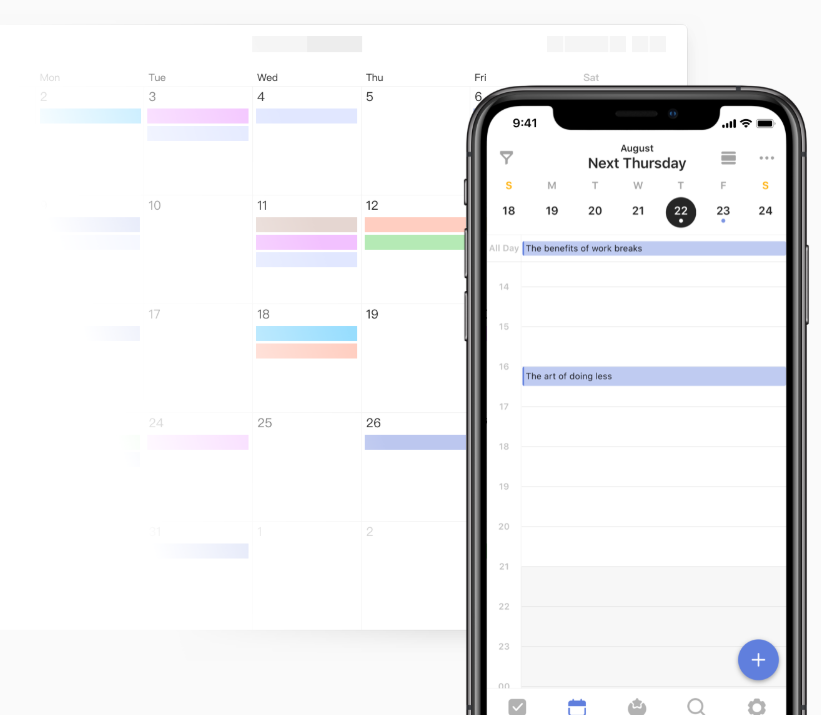 Mon Tue Wed Thu Fri Sat
2 3 4 5 6
10 11 12
17 18 19
24 25 26
31 1 2
9:41
August
Next Thursday
S M T W T F S
18 19 20 21 22 23 24
All Day The benefits of work breaks
14
15
16
The art of doing less
17
18
19
20
21
22
23
00